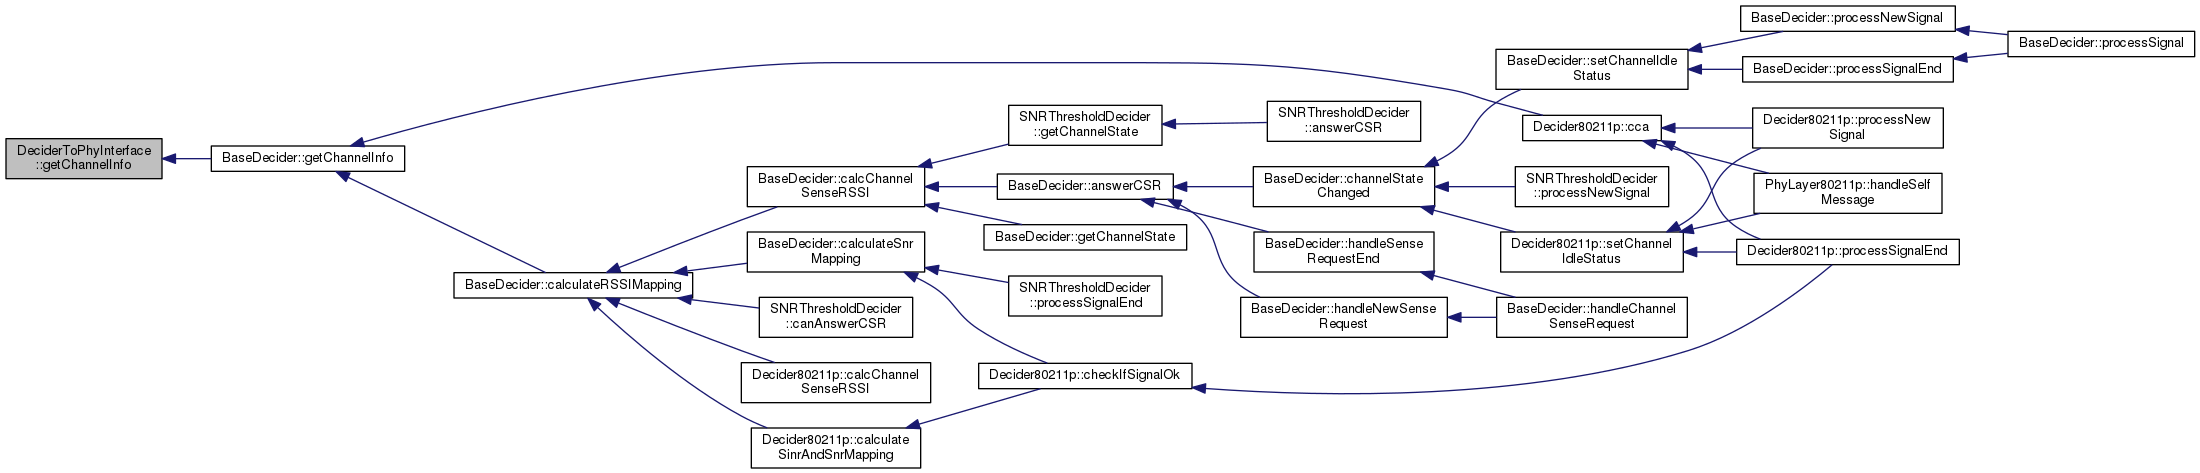 DeciderToPhyInterface
::getChannelInfo
BaseDecider::getChannelInfo
BaseDecider::calculateRSSIMapping
BaseDecider::calcChannel
SenseRSSI
BaseDecider::calculateSnr
Mapping
SNRThresholdDecider
::canAnswerCSR
Decider80211p::calcChannel
SenseRSSI
Decider80211p::calculate
SinrAndSnrMapping
SNRThresholdDecider
::getChannelState
BaseDecider::answerCSR
BaseDecider::getChannelState
SNRThresholdDecider
::processSignalEnd
Decider80211p::checkIfSignalOk
SNRThresholdDecider
::answerCSR
BaseDecider::channelState
Changed
BaseDecider::handleSense
RequestEnd
BaseDecider::handleNewSense
Request
BaseDecider::setChannelIdle
Status
Decider80211p::cca
SNRThresholdDecider
::processNewSignal
Decider80211p::setChannel
IdleStatus
BaseDecider::handleChannel
SenseRequest
BaseDecider::processNewSignal
BaseDecider::processSignalEnd
Decider80211p::processNew
Signal
PhyLayer80211p::handleSelf
Message
Decider80211p::processSignalEnd
BaseDecider::processSignal